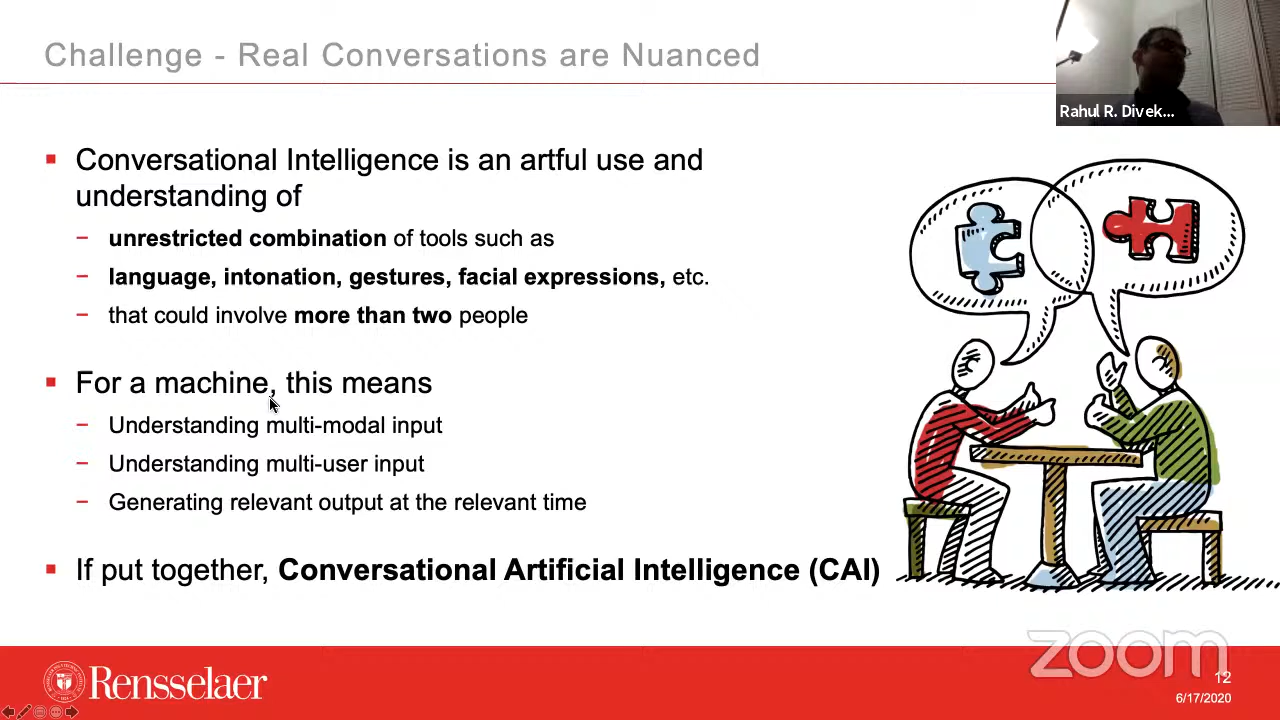 Challenge - Real Conversations are Nuanced
Rahul R. Divek...
Conversational Intelligence is an artful use and
understanding of
unrestricted combination of tools such as
language, intonation, gestures, facial expressions, etc.
that could involve more than two people
For a machine, this means
Understanding multi-modal input
Understanding multi-user input
Generating relevant output at the relevant time
If put together, Conversational Artificial Intelligence (CAI)
Rensselaer
zoom
12
6/17/2020